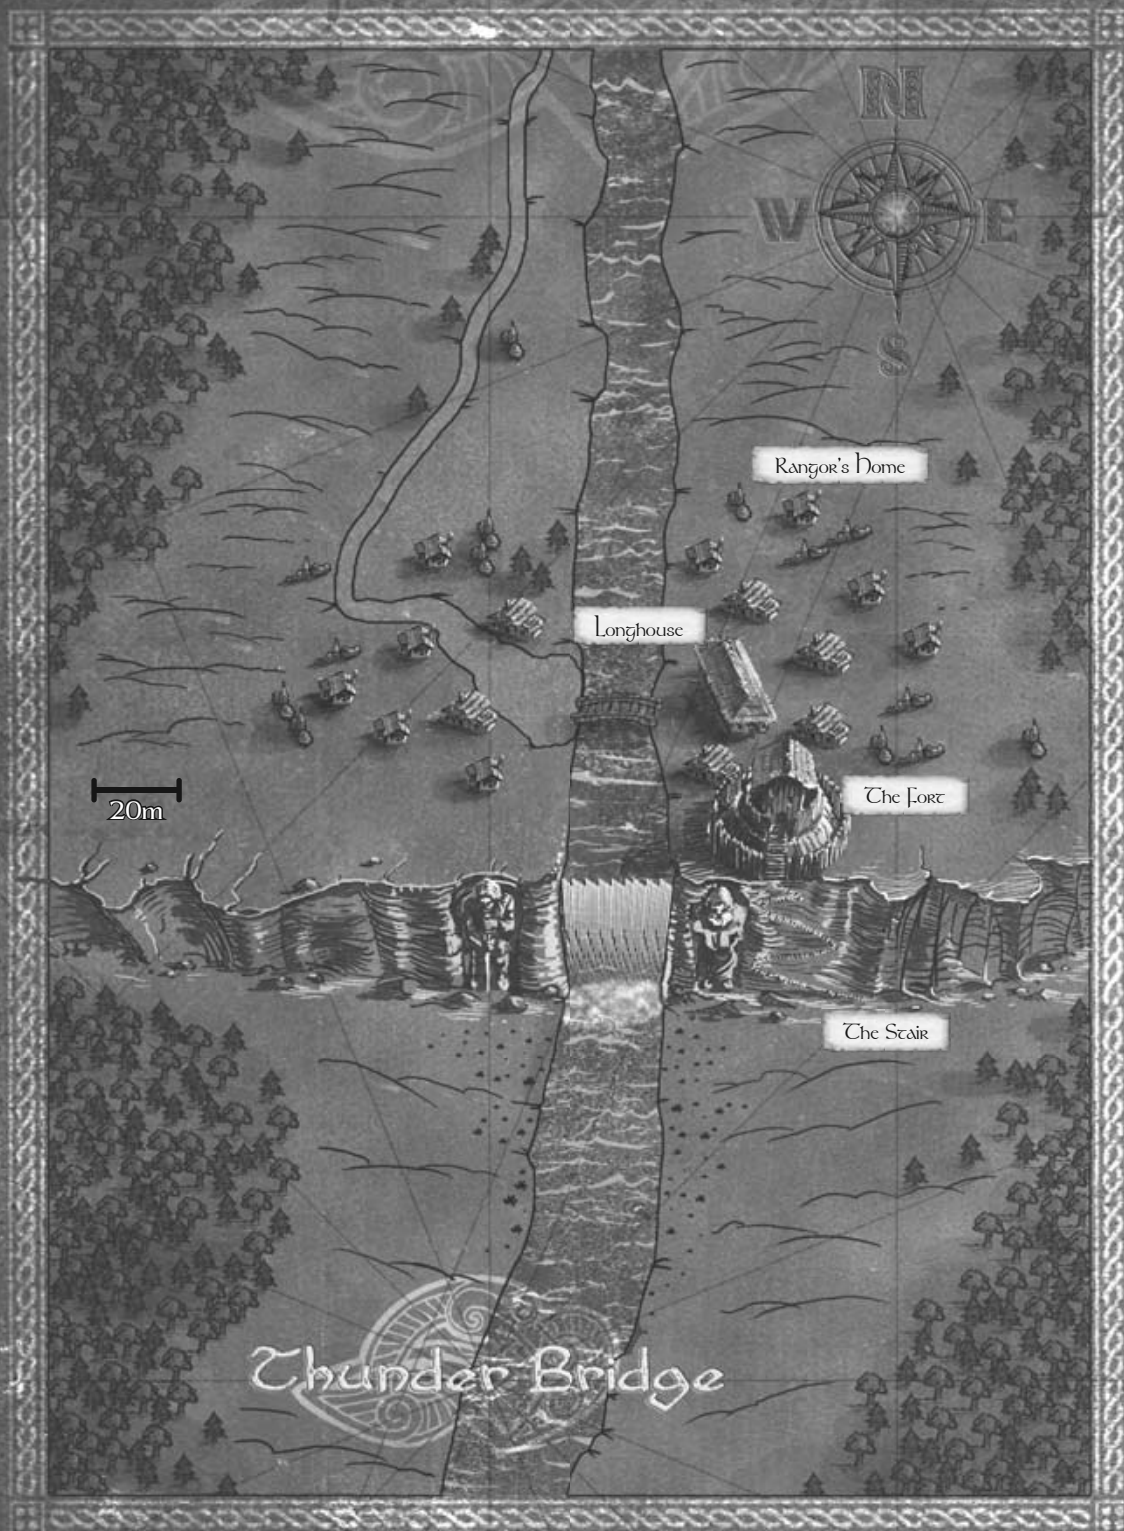 N
W
E
S
Rangor's Home
Longhouse
The Fort
20m
The Stair
Thunder Bridge